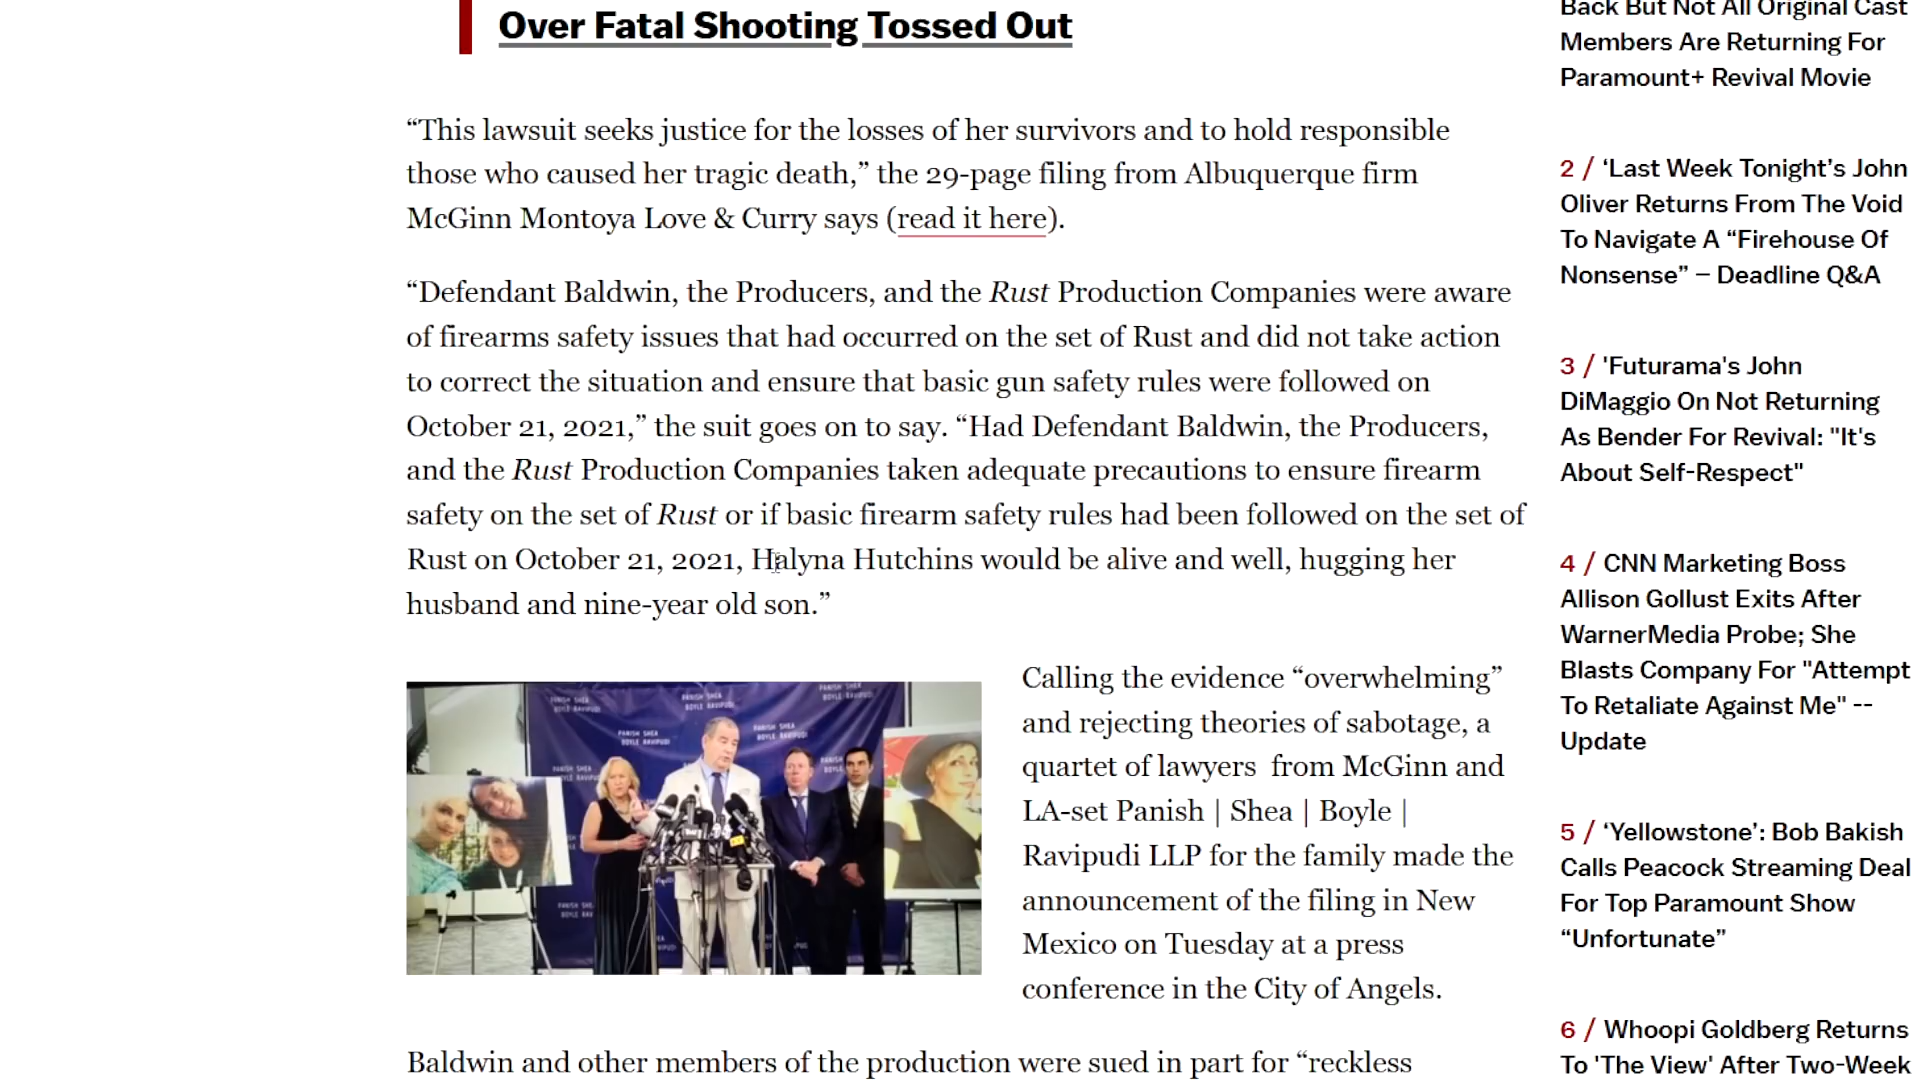 Over Fatal Shooting Tossed Out
“This lawsuit seeks justice for the losses of her survivors and to hold responsible
those who caused her tragic death,” the 29-page filing from Albuquerque firm
McGinn Montoya Love & Curry says (read it here).
“Defendant Baldwin, the Producers, and the Rust Production Companies were aware
of firearms safety issues that had occurred on the set of Rust and did not take action
to correct the situation and ensure that basic gun safety rules were followed on
October 21, 2021,” the suit goes on to say. “Had Defendant Baldwin, the Producers,
and the Rust Production Companies taken adequate precautions to ensure firearm
safety on the set of Rust or if basic firearm safety rules had been followed on the set of
Rust on October 21, 2021, Halyna Hutchins would be alive and well, hugging her
husband and nine-year old son.”
PARISH SHEA
BOYLE RAVIPUDI
Calling the evidence “overwhelming”
and rejecting theories of sabotage, a
quartet of lawyers from McGinn and
LA-set Panish | Shea | Boyle |
Ravipudi LLP for the family made the
announcement of the filing in New
Mexico on Tuesday at a press
conference in the City of Angels.
Baldwin and other members of the production were sued in part for “reckless
Back But Not All Original Cast
Members Are Returning For
Paramount+ Revival Movie
2 / ‘Last Week Tonight’s John
Oliver Returns From The Void
To Navigate A “Firehouse Of
Nonsense” – Deadline Q&A
3 / 'Futurama's John
DiMaggio On Not Returning
As Bender For Revival: "It's
About Self-Respect"
4 / CNN Marketing Boss
Allison Gollust Exits After
WarnerMedia Probe; She
Blasts Company For "Attempt
To Retaliate Against Me" --
Update
5 / ‘Yellowstone’: Bob Bakish
Calls Peacock Streaming Deal
For Top Paramount Show
“Unfortunate”
6 / Whoopi Goldberg Returns
To 'The View' After Two-Week